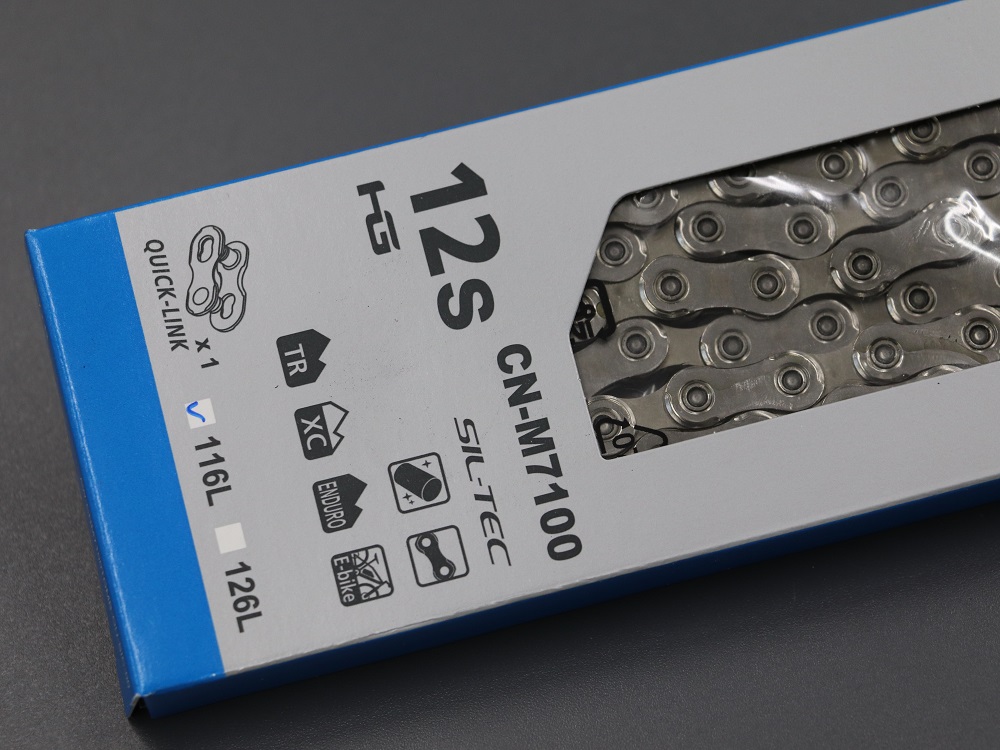 12s
HG
CN-M7100
SIL-TEC
QUICK-LINK
x 1
TR
XC
ENDURO
E-bike
116L
126L